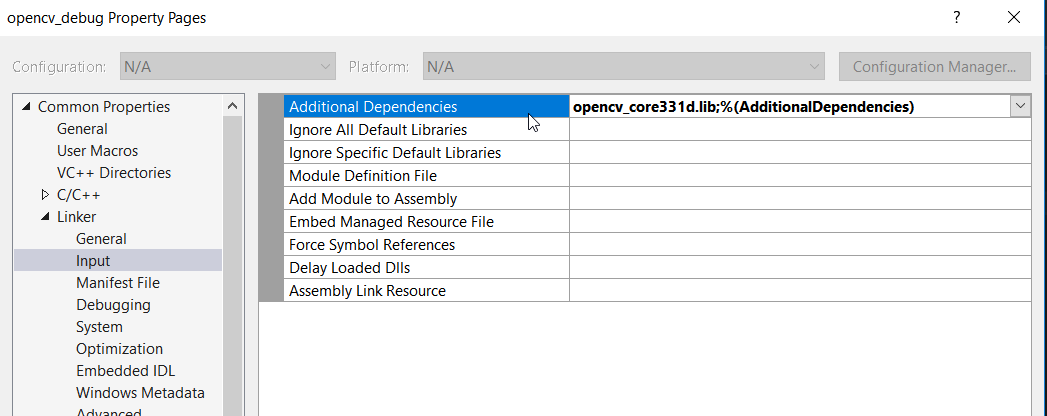 opencv_debug Property Pages
?
Configuration: N/A Platform: N/A Configuration Manager...
Common Properties
General
User Macros
VC++ Directories
C/C++
Linker
General
Input
Manifest File
Debugging
System
Optimization
Embedded IDL
Windows Metadata
Advanced
Additional Dependencies opencv_core331d.lib;%(AdditionalDependencies)
Ignore All Default Libraries
Ignore Specific Default Libraries
Module Definition File
Add Module to Assembly
Embed Managed Resource File
Force Symbol References
Delay Loaded Dlls
Assembly Link Resource